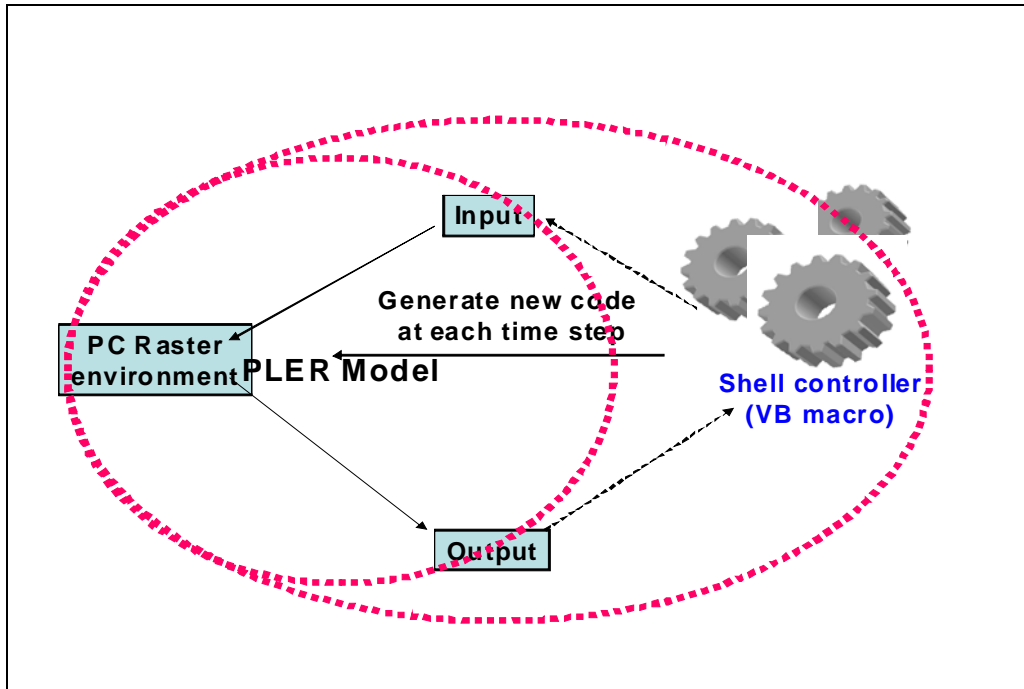 Input
Generate new code
at each time step
PC Raster
environment
PLER Model
Shell controller
(VB macro)
Output